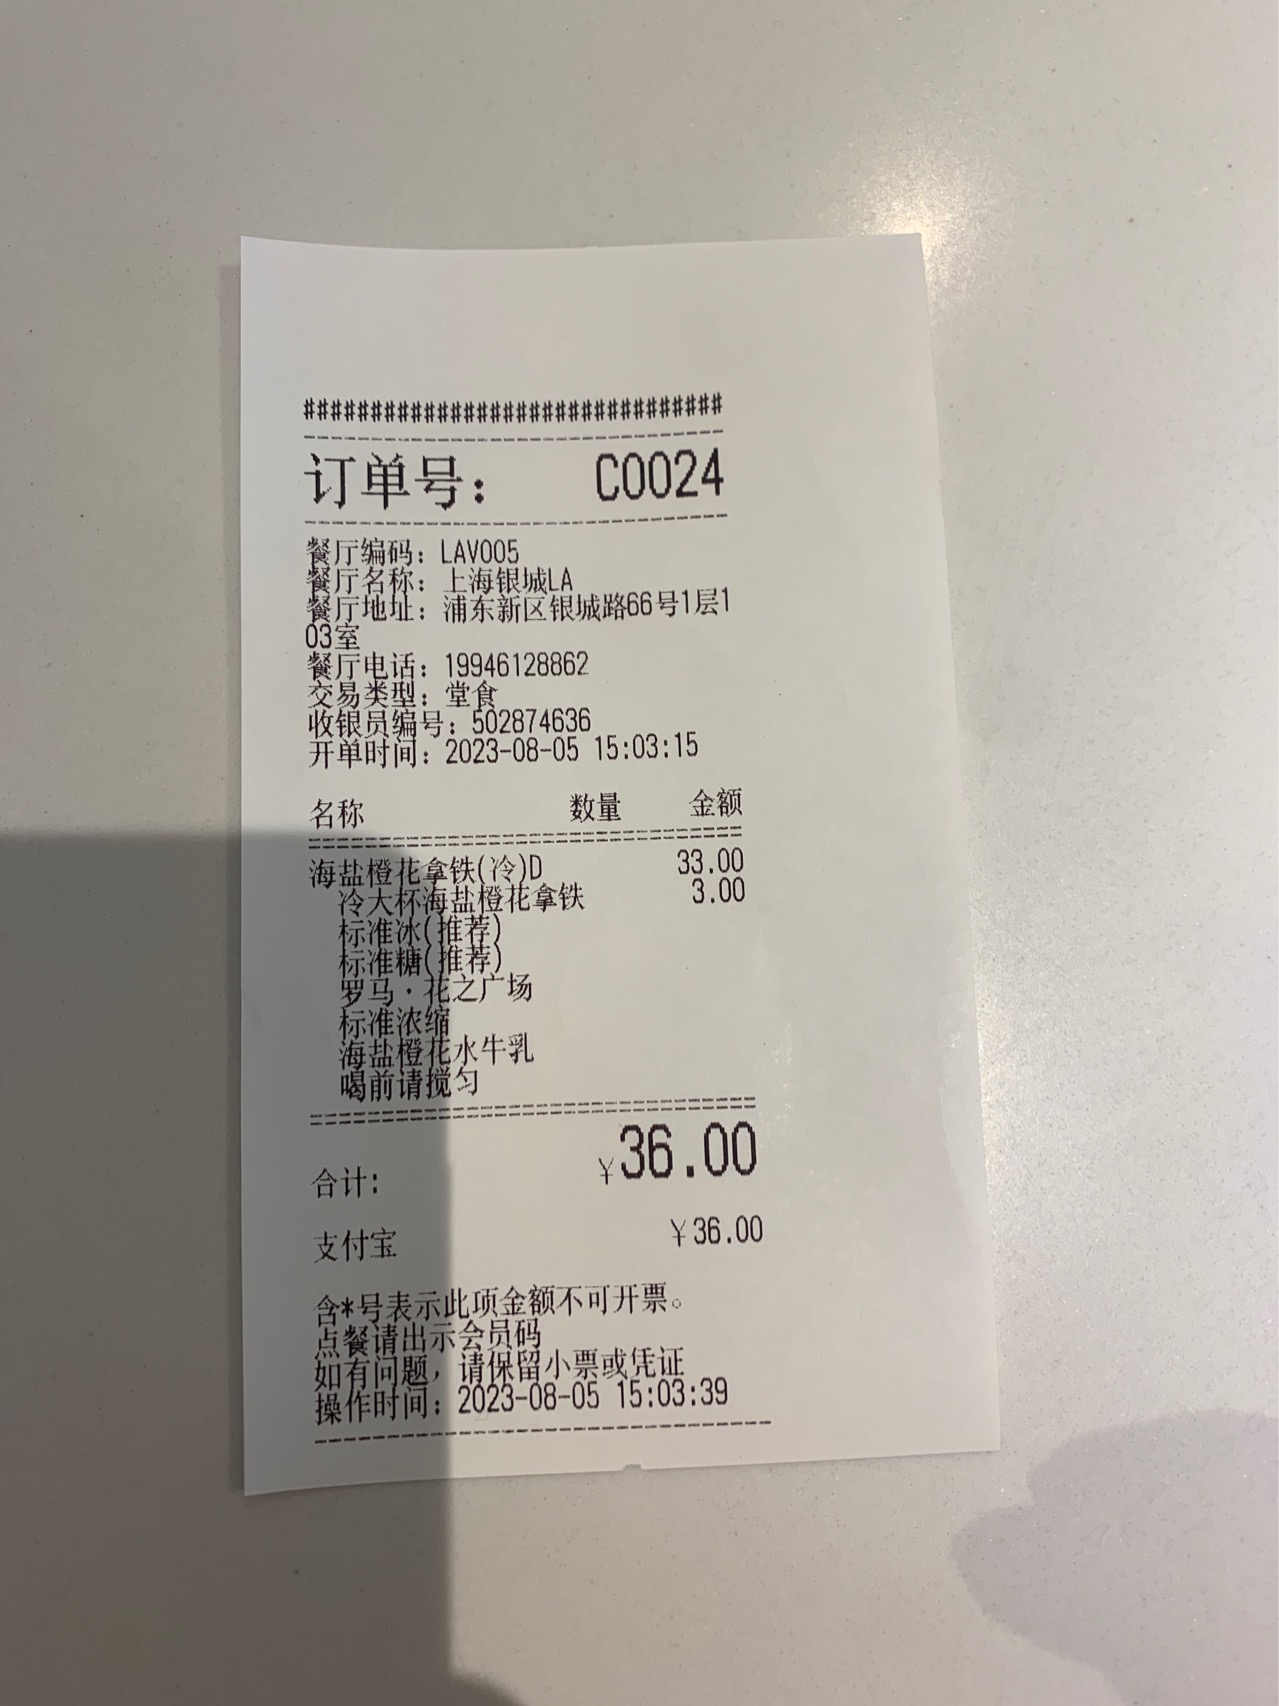 ###############################
订单号： C0024
餐厅编码：LAV005
餐厅名称：上海银城LA
餐厅地址：浦东新区银城路66号1层1
03室
餐厅电话：19946128862
交易类型：堂食
收银员编号：502874636
开单时间：2023-08-05 15:03:15
名称 数量 金额
海盐橙花拿铁(冷)D 33.00
冷大杯海盐橙花拿铁 3.00
标准冰(推荐)
标准糖(推荐)
罗马·花之广场
标准浓缩
海盐橙花水牛乳
喝前请搅匀
合计: ¥36.00
支付宝 ¥36.00
含*号表示此项金额不可开票。
点餐请出示会员码
如有问题，请保留小票或凭证
操作时间：2023-08-05 15:03:39